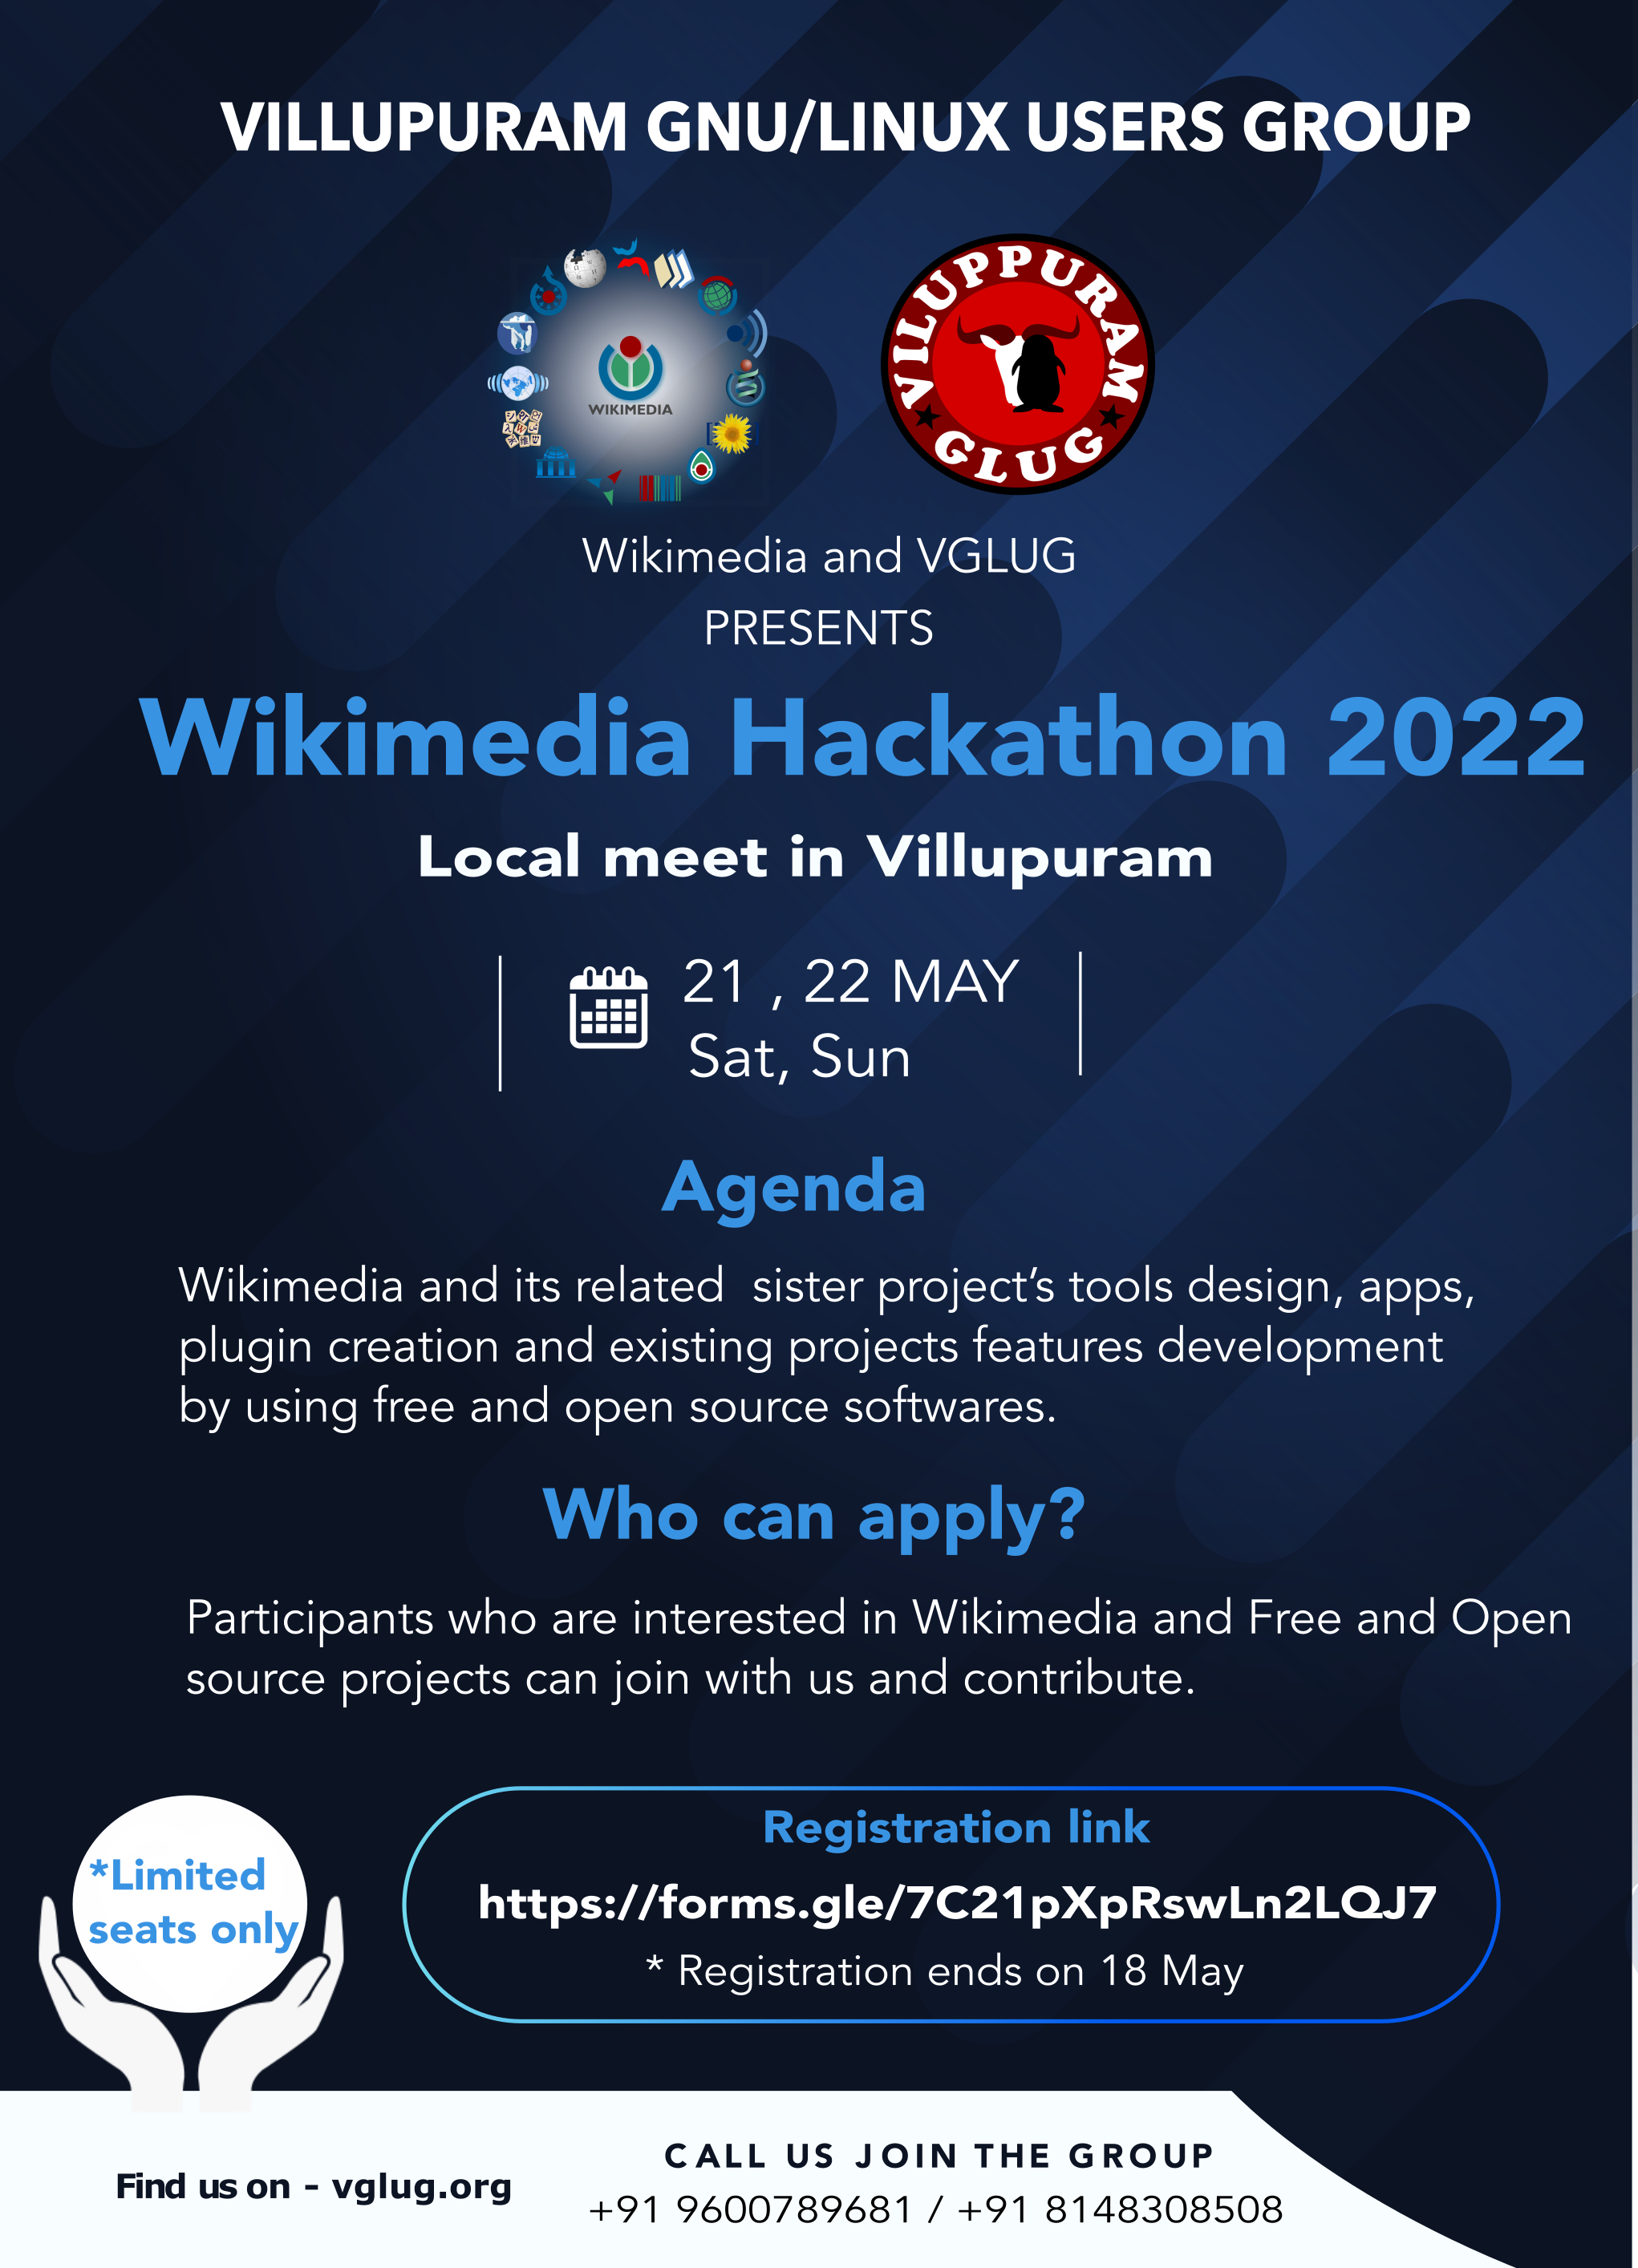 VILLUPURAM GNU/LINUX USERS GROUP
WIKIMEDIA
VILUPPURAM
GLUG
Wikimedia and VGLUG
PRESENTS
Wikimedia Hackathon 2022
Local meet in Villupuram
21 , 22 MAY
Sat, Sun
Agenda
Wikimedia and its related sister project’s tools design, apps,
plugin creation and existing projects features development
by using free and open source softwares.
Who can apply?
Participants who are interested in Wikimedia and Free and Open
source projects can join with us and contribute.
*Limited
seats only
Registration link
https://forms.gle/7C21pXpRswLn2LQJ7
* Registration ends on 18 May
Find us on - vglug.org
CALL US JOIN THE GROUP
+91 9600789681 / +91 8148308508